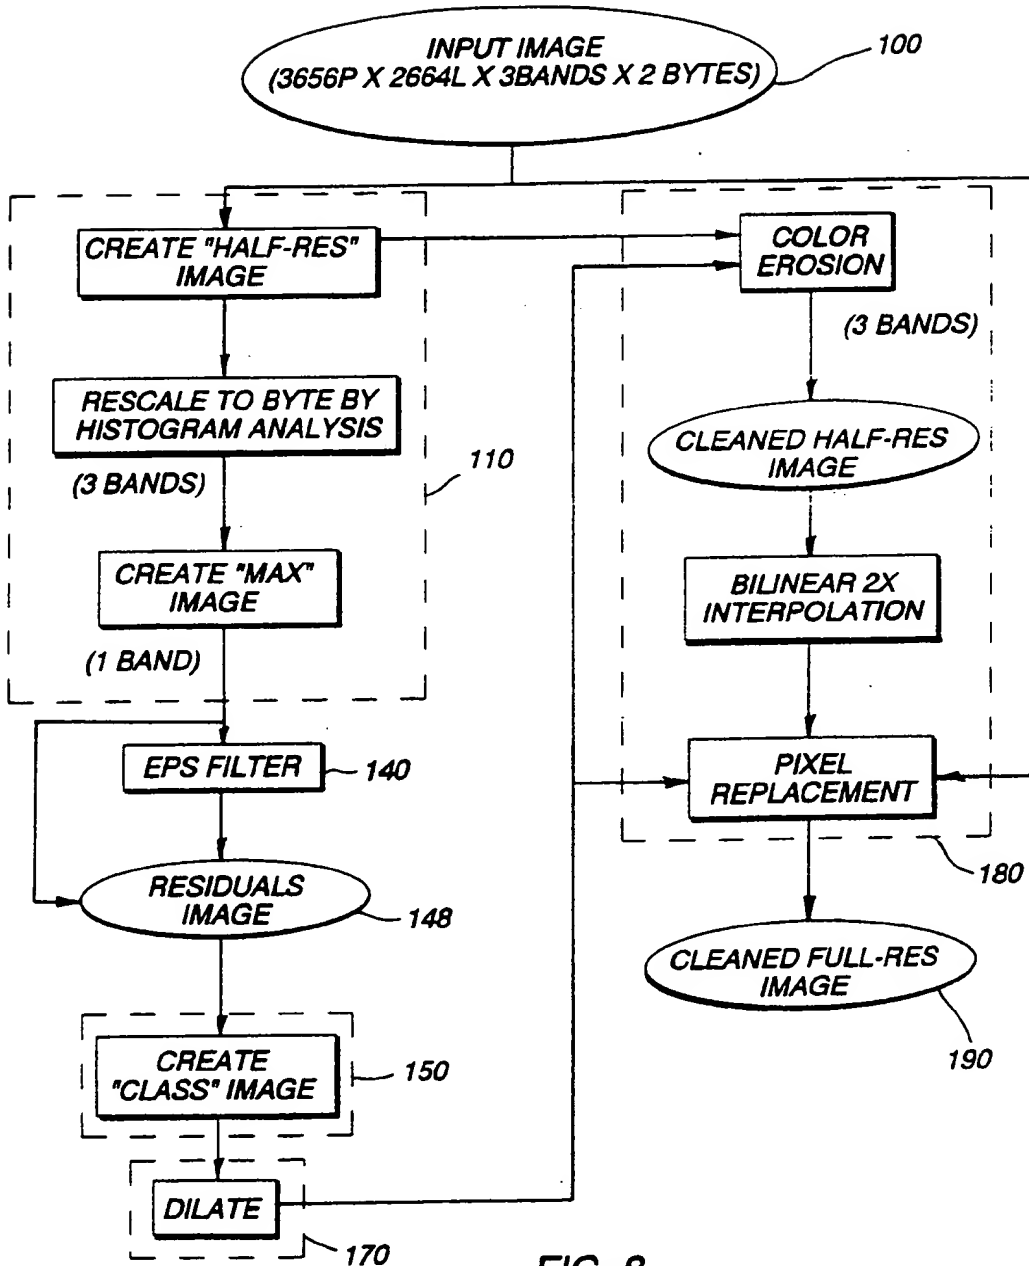 INPUT IMAGE
(3656P X 2664L X 3BANDS X 2 BYTES)
100
CREATE "HALF-RES"
IMAGE
RESCALE TO BYTE BY
HISTOGRAM ANALYSIS
(3 BANDS)
110
CREATE "MAX"
IMAGE
(1 BAND)
EPS FILTER
140
RESIDUALS
IMAGE
148
CREATE
"CLASS" IMAGE
150
DILATE
170
COLOR
EROSION
(3 BANDS)
CLEANED HALF-RES
IMAGE
BILINEAR 2X
INTERPOLATION
PIXEL
REPLACEMENT
180
CLEANED FULL-RES
IMAGE
190